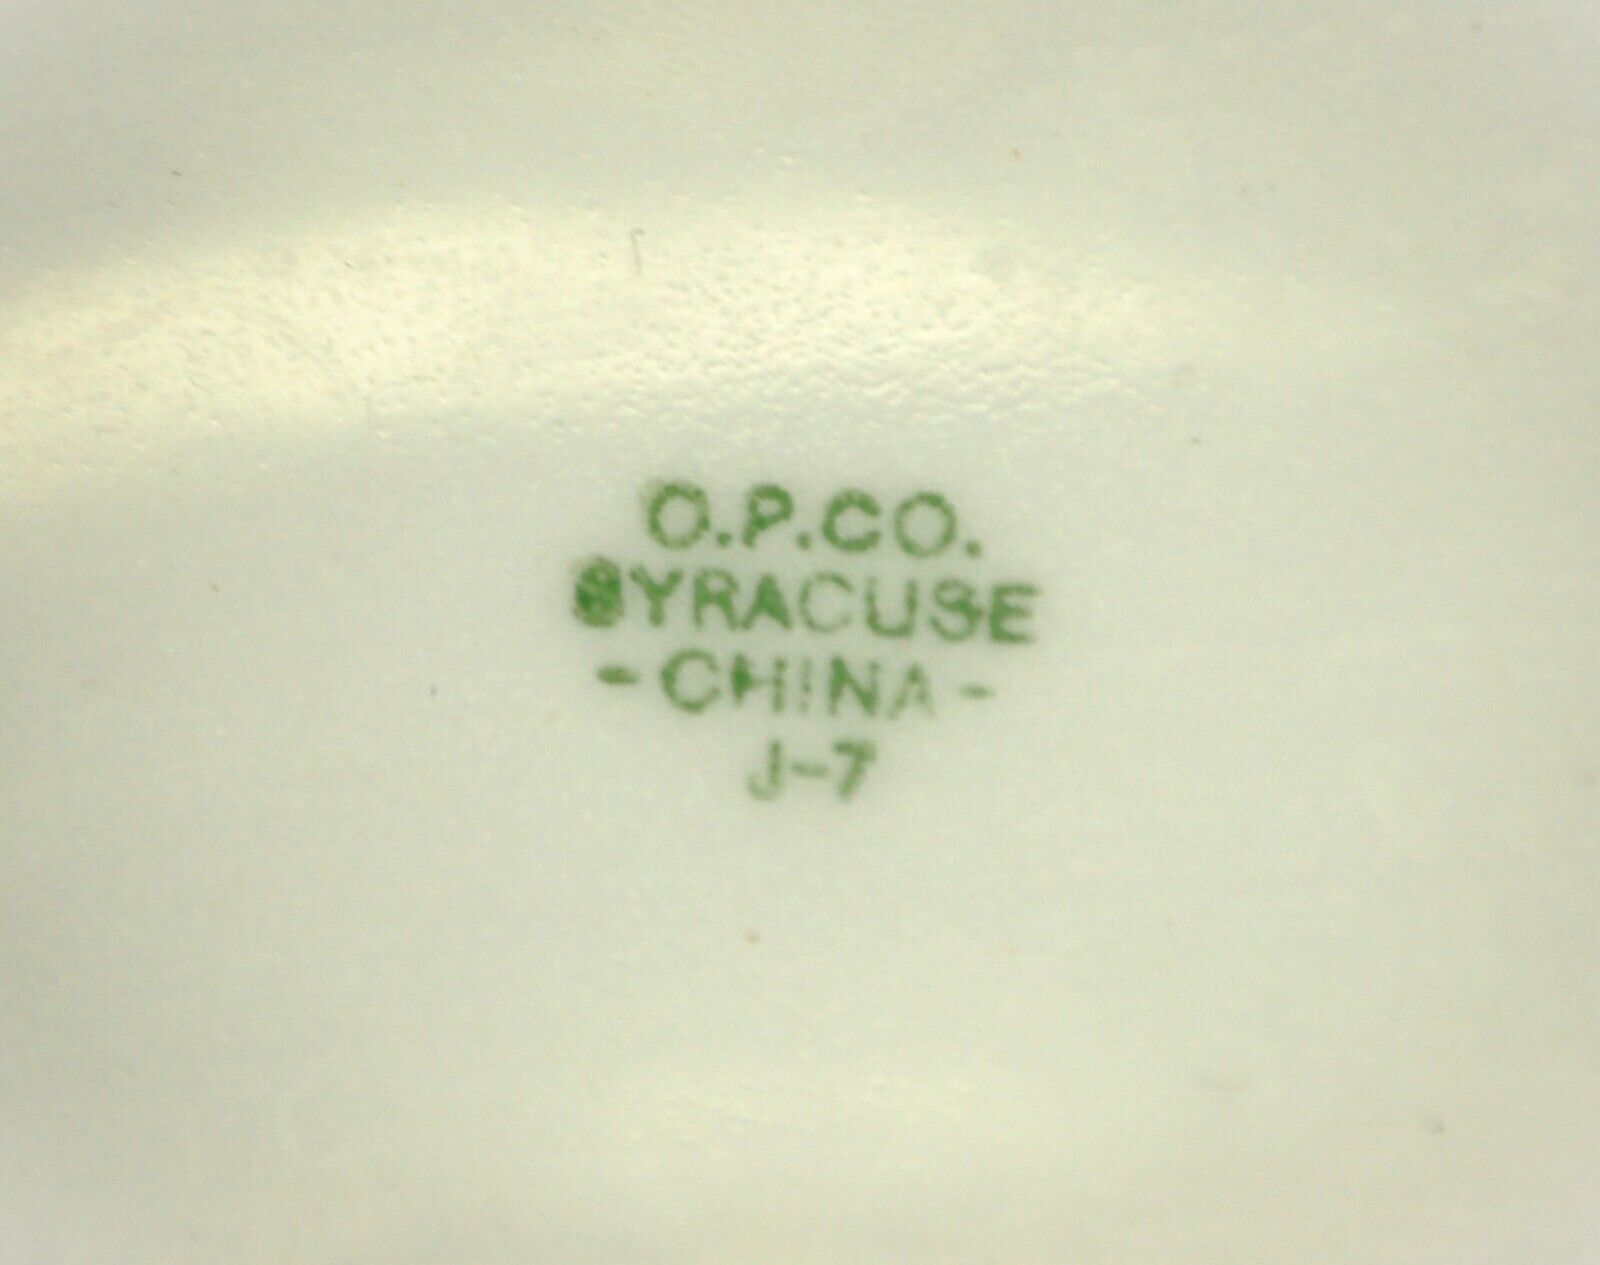 O.P.CO.
SYRACUSE
- CHINA -
J-7